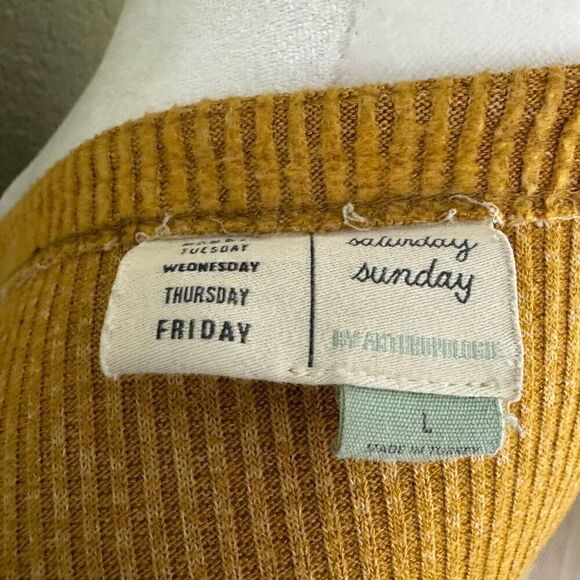 TUESDAY
WEDNESDAY
THURSDAY
FRIDAY
saturday
sunday
BY ANTHROPOLOGIE
L
MADE IN TURKEY